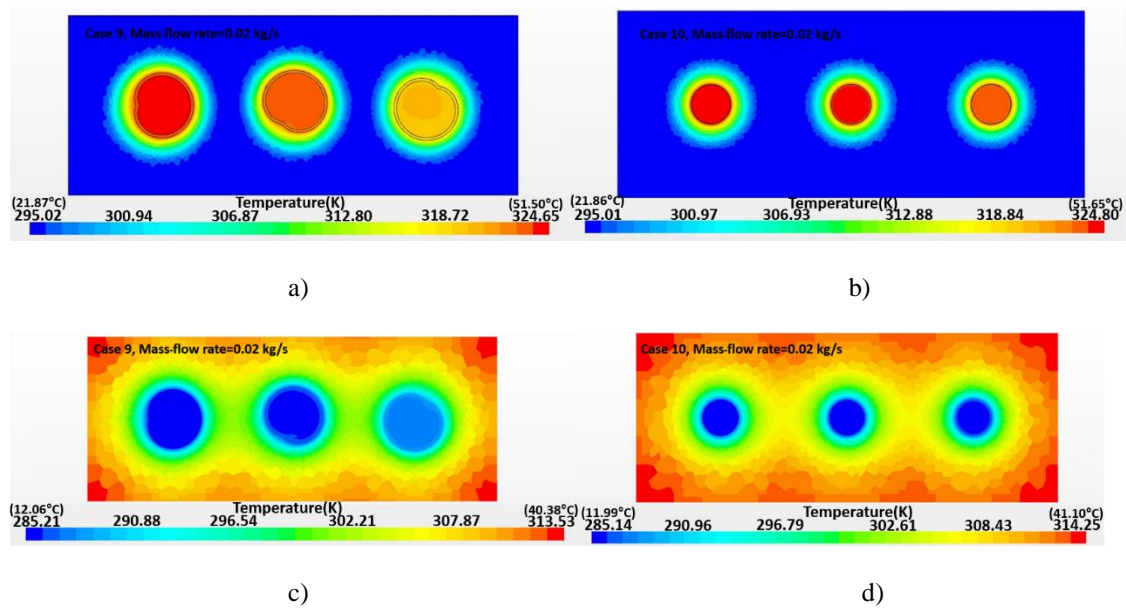 Case 9, Mass-flow rate=0.02 kg/s
Case 10, Mass-flow rate=0.02 kg/s
(21.87°C) Temperature(K) (51.50°C)
295.02 300.94 306.87 312.80 318.72 324.65
(21.86°C) Temperature(K) (51.65°C)
295.01 300.97 306.93 312.88 318.84 324.80
a)
b)
Case 9, Mass-flow rate=0.02 kg/s
Case 10, Mass-flow rate=0.02 kg/s
(12.06°C) Temperature(K) (40.38°C)
285.21 290.88 296.54 302.21 307.87 313.53
(11.99°C) Temperature(K) (41.10°C)
285.14 290.96 296.79 302.61 308.43 314.25
c)
d)